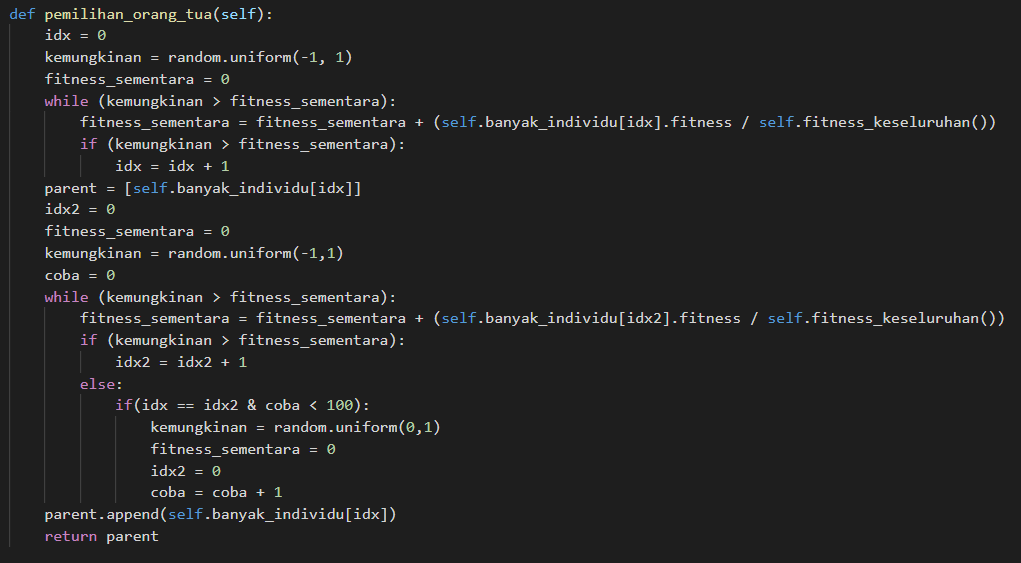 def pemilihan_orang_tua(self):
    idx = 0
    kemungkinan = random.uniform(-1, 1)
    fitness_sementara = 0
    while (kemungkinan > fitness_sementara):
        fitness_sementara = fitness_sementara + (self.banyak_individu[idx].fitness / self.fitness_keseluruhan())
        if (kemungkinan > fitness_sementara):
            idx = idx + 1
    parent = [self.banyak_individu[idx]]
    idx2 = 0
    fitness_sementara = 0
    kemungkinan = random.uniform(-1,1)
    coba = 0
    while (kemungkinan > fitness_sementara):
        fitness_sementara = fitness_sementara + (self.banyak_individu[idx2].fitness / self.fitness_keseluruhan())
        if (kemungkinan > fitness_sementara):
            idx2 = idx2 + 1
        else:
            if(idx == idx2 & coba < 100):
                kemungkinan = random.uniform(0,1)
                fitness_sementara = 0
                idx2 = 0
                coba = coba + 1
    parent.append(self.banyak_individu[idx])
    return parent